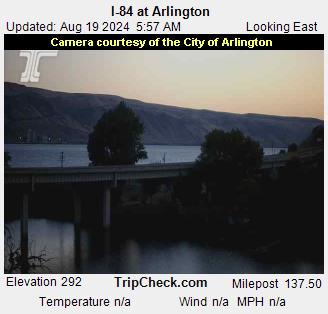 I-84 at Arlington
Updated: Aug 19 2024 5:57 AM Looking East
Camera courtesy of the City of Arlington
Elevation 292 TripCheck.com Milepost 137.50
Temperature n/a Wind n/a MPH n/a